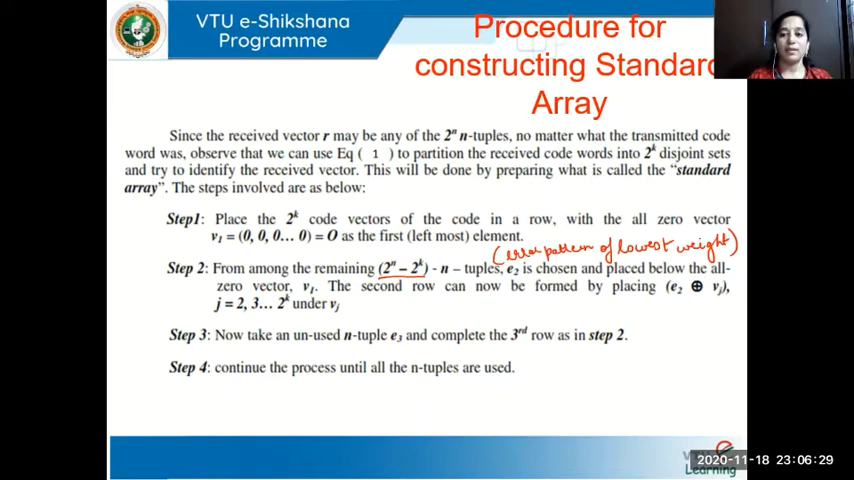 VTU e-Shikshana
Programme
Procedure for
constructing Standard
Array
Since the received vector r may be any of the 2ⁿ n-tuples, no matter what the transmitted code
word was, observe that we can use Eq ( 1 ) to partition the received code words into 2ᵏ disjoint sets
and try to identify the received vector. This will be done by preparing what is called the “standard
array”. The steps involved are as below:
Step1: Place the 2ᵏ code vectors of the code in a row, with the all zero vector
v₁ = (0, 0, 0... 0) = O as the first (left most) element.
(error pattern of lowest weight)
Step 2: From among the remaining (2ⁿ – 2ᵏ) - n – tuples, e₂ is chosen and placed below the all-
zero vector, v₁. The second row can now be formed by placing (e₂ ⊕ vⱼ),
j = 2, 3... 2ᵏ under vⱼ
Step 3: Now take an un-used n-tuple e₃ and complete the 3ʳᵈ row as in step 2.
Step 4: continue the process until all the n-tuples are used.
2020-11-18 23:06:29
Learning